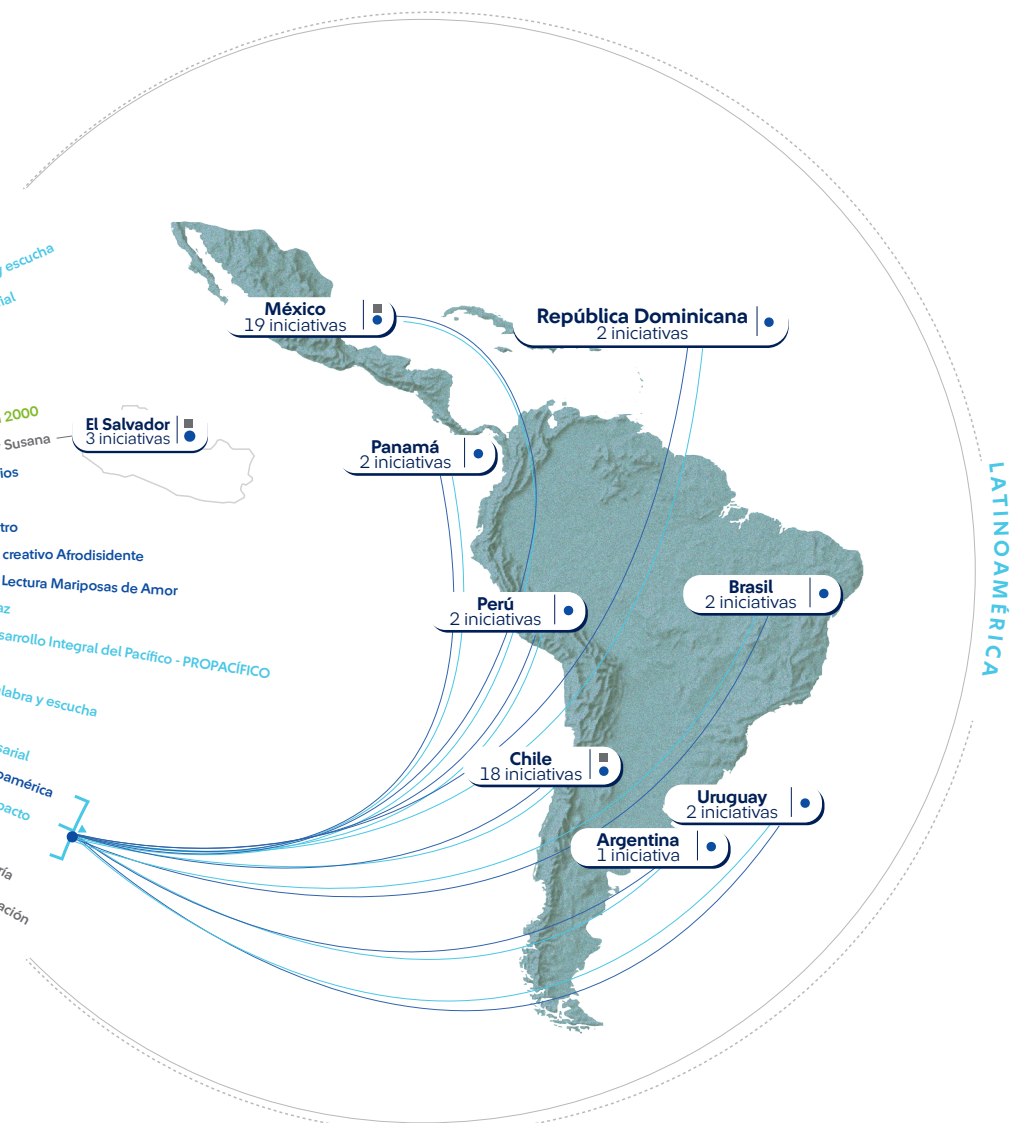 y escucha
ial
México
19 iniciativas
República Dominicana
2 iniciativas
2000
Susana
El Salvador
3 iniciativas
Panamá
2 iniciativas
ios
LATINOAMÉRICA
tro
creativo Afrodisidente
Lectura Mariposas de Amor
az
Perú
2 iniciativas
Brasil
2 iniciativas
sarrollo Integral del Pacífico - PROPACÍFICO
labra y escucha
sarial
Chile
18 iniciativas
oamérica
pacto
Uruguay
2 iniciativas
Argentina
1 iniciativa
ría
ación